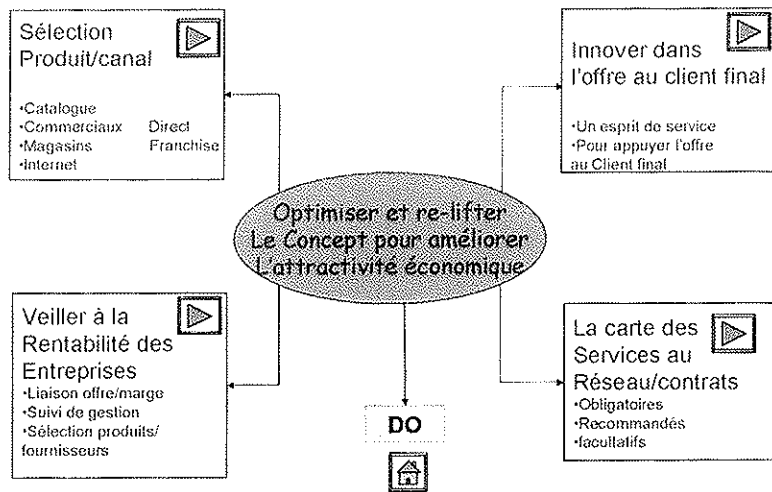 Sélection
Produit/canal
•Catalogue
•Commerciaux Direct
•Magasins Franchise
•Internet
Innover dans
l'offre au client final
•Un esprit de service
•Pour appuyer l'offre
au Client final
Optimiser et re-lifter
Le Concept pour améliorer
L'attractivité économique
Veiller à la
Rentabilité des
Entreprises
•Liaison offre/marge
•Suivi de gestion
•Sélection produits/
fournisseurs
La carte des
Services au
Réseau/contrats
•Obligatoires
•Recommandés
•facultatifs
DO